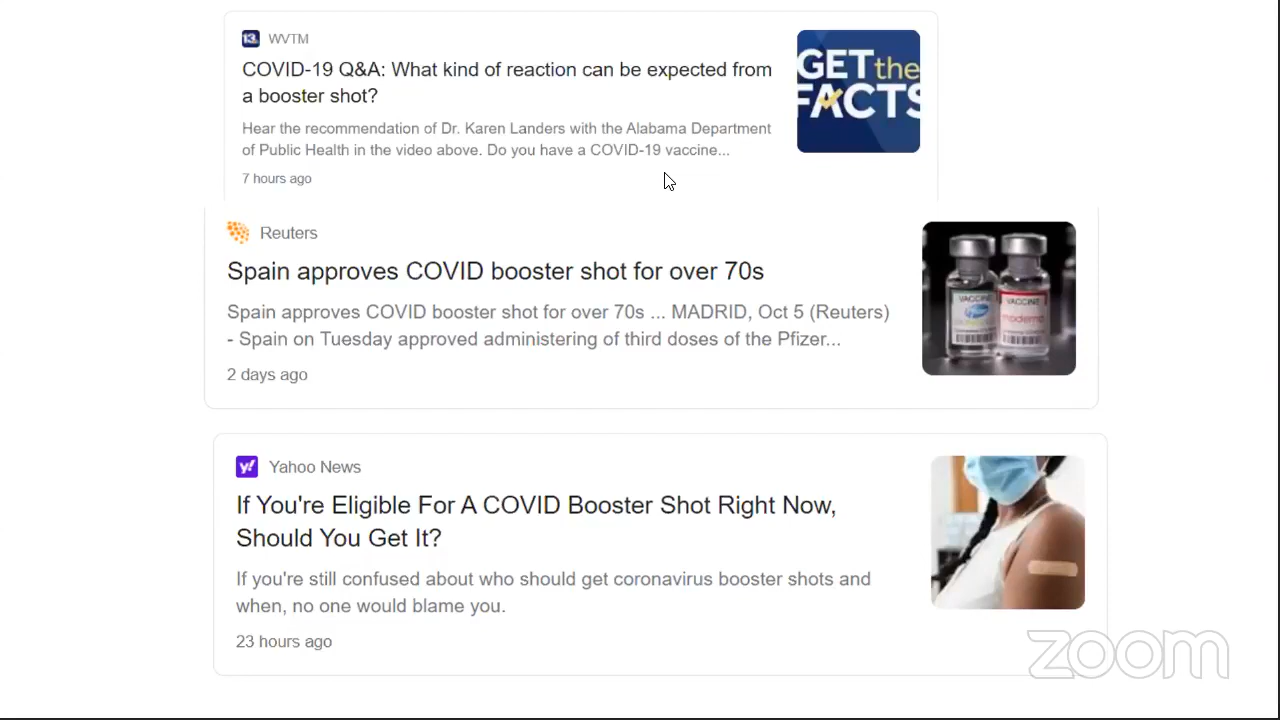 13
WVTM
COVID-19 Q&A: What kind of reaction can be expected from
a booster shot?
Hear the recommendation of Dr. Karen Landers with the Alabama Department
of Public Health in the video above. Do you have a COVID-19 vaccine...
7 hours ago
GET the
FACTS
Reuters
Spain approves COVID booster shot for over 70s
Spain approves COVID booster shot for over 70s ... MADRID, Oct 5 (Reuters)
- Spain on Tuesday approved administering of third doses of the Pfizer...
2 days ago
VACCINE
Pfizer
VACCINE
moderna
y!
Yahoo News
If You're Eligible For A COVID Booster Shot Right Now,
Should You Get It?
If you're still confused about who should get coronavirus booster shots and
when, no one would blame you.
23 hours ago
zoom